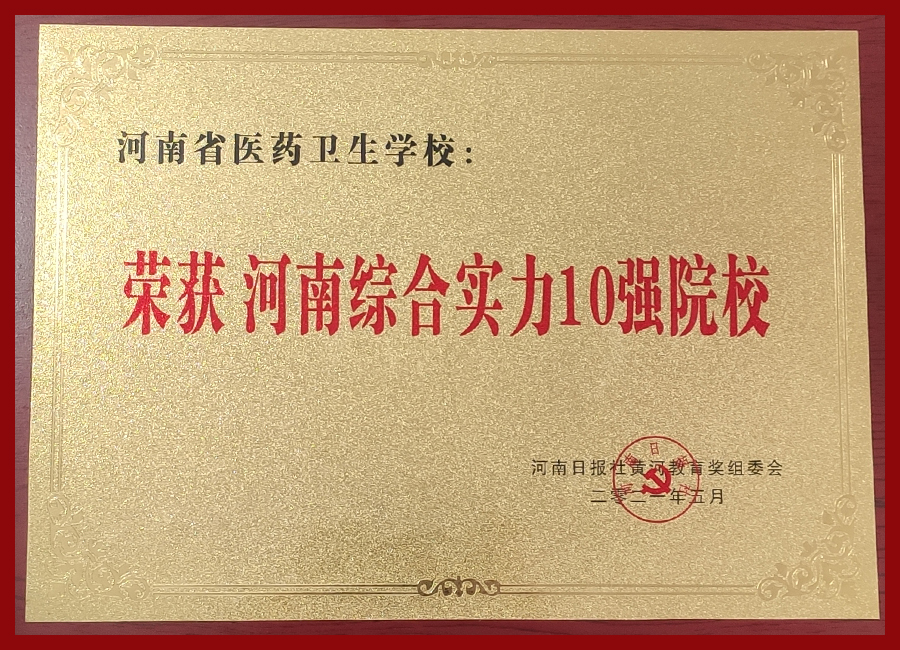 河南省医药卫生学校：
荣获 河南综合实力10强院校
河南日报社黄河教育奖组委会
二零二一年五月